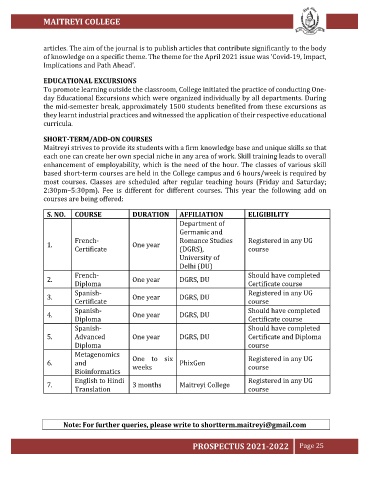 MAITREYI COLLEGE
articles. The aim of the journal is to publish articles that contribute significantly to the body
of knowledge on a specific theme. The theme for the April 2021 issue was 'Covid-19, Impact,
Implications and Path Ahead'.
EDUCATIONAL EXCURSIONS
To promote learning outside the classroom, College initiated the practice of conducting One-
day Educational Excursions which were organized individually by all departments. During
the mid-semester break, approximately 1500 students benefited from these excursions as
they learnt industrial practices and witnessed the application of their respective educational
curricula.
SHORT-TERM/ADD-ON COURSES
Maitreyi strives to provide its students with a firm knowledge base and unique skills so that
each one can create her own special niche in any area of work. Skill training leads to overall
enhancement of employability, which is the need of the hour. The classes of various skill
based short-term courses are held in the College campus and 6 hours/week is required by
most courses. Classes are scheduled after regular teaching hours (Friday and Saturday;
2:30pm–5:30pm). Fee is different for different courses. This year the following add on
courses are being offered:
S. NO. COURSE DURATION AFFILIATION ELIGIBILITY
1. French-
Certificate
One year
Department of
Germanic and
Romance Studies
(DGRS),
University of
Delhi (DU)
Registered in any UG
course
2. French-
Diploma
One year DGRS, DU Should have completed
Certificate course
3. Spanish-
Certificate
One year DGRS, DU Registered in any UG
course
4. Spanish-
Diploma
One year DGRS, DU Should have completed
Certificate course
5. Spanish-
Advanced
Diploma
One year DGRS, DU Should have completed
Certificate and Diploma
course
6. Metagenomics
and
Bioinformatics
One to six
weeks
PhixGen Registered in any UG
course
7. English to Hindi
Translation
3 months Maitreyi College Registered in any UG
course
Note: For further queries, please write to shortterm.maitreyi@gmail.com
PROSPECTUS 2021-2022 Page 25